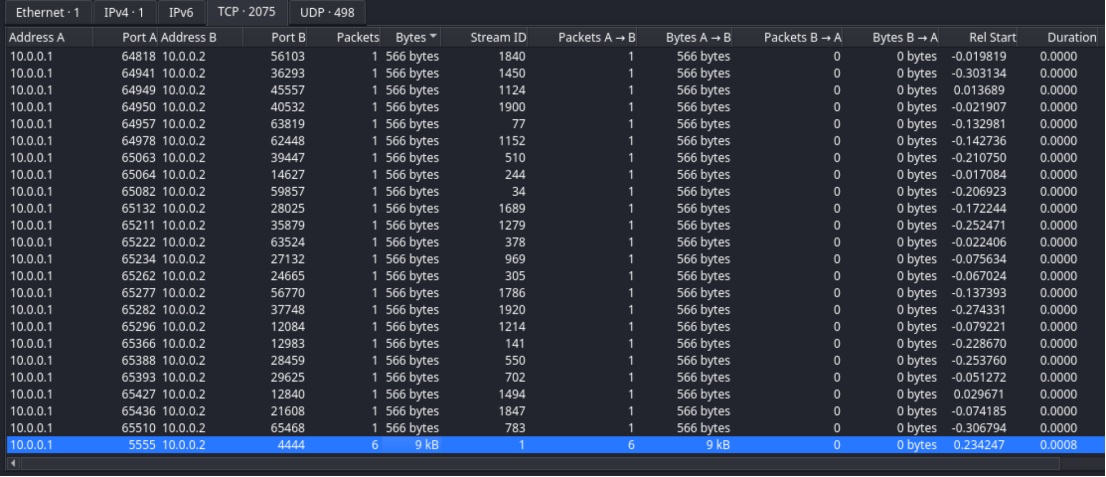 Ethernet · 1 IPv4 · 1 IPv6 TCP · 2075 UDP · 498
Address A Port A Address B Port B Packets Bytes Stream ID Packets A → B Bytes A → B Packets B → A Bytes B → A Rel Start Duration
10.0.0.1 64818 10.0.0.2 56103 1 566 bytes 1840 1 566 bytes 0 0 bytes -0.019819 0.0000
10.0.0.1 64941 10.0.0.2 36293 1 566 bytes 1450 1 566 bytes 0 0 bytes -0.303134 0.0000
10.0.0.1 64949 10.0.0.2 45557 1 566 bytes 1124 1 566 bytes 0 0 bytes 0.013689 0.0000
10.0.0.1 64950 10.0.0.2 40532 1 566 bytes 1900 1 566 bytes 0 0 bytes -0.021907 0.0000
10.0.0.1 64957 10.0.0.2 63819 1 566 bytes 77 1 566 bytes 0 0 bytes -0.132981 0.0000
10.0.0.1 64978 10.0.0.2 62448 1 566 bytes 1152 1 566 bytes 0 0 bytes -0.142736 0.0000
10.0.0.1 65063 10.0.0.2 39447 1 566 bytes 510 1 566 bytes 0 0 bytes -0.210750 0.0000
10.0.0.1 65064 10.0.0.2 14627 1 566 bytes 244 1 566 bytes 0 0 bytes -0.017084 0.0000
10.0.0.1 65082 10.0.0.2 59857 1 566 bytes 34 1 566 bytes 0 0 bytes -0.206923 0.0000
10.0.0.1 65132 10.0.0.2 28025 1 566 bytes 1689 1 566 bytes 0 0 bytes -0.172244 0.0000
10.0.0.1 65211 10.0.0.2 35879 1 566 bytes 1279 1 566 bytes 0 0 bytes -0.252471 0.0000
10.0.0.1 65222 10.0.0.2 63524 1 566 bytes 378 1 566 bytes 0 0 bytes -0.022406 0.0000
10.0.0.1 65234 10.0.0.2 27132 1 566 bytes 969 1 566 bytes 0 0 bytes -0.075634 0.0000
10.0.0.1 65262 10.0.0.2 24665 1 566 bytes 305 1 566 bytes 0 0 bytes -0.067024 0.0000
10.0.0.1 65277 10.0.0.2 56770 1 566 bytes 1786 1 566 bytes 0 0 bytes -0.137393 0.0000
10.0.0.1 65282 10.0.0.2 37748 1 566 bytes 1920 1 566 bytes 0 0 bytes -0.274331 0.0000
10.0.0.1 65296 10.0.0.2 12084 1 566 bytes 1214 1 566 bytes 0 0 bytes -0.079221 0.0000
10.0.0.1 65366 10.0.0.2 12983 1 566 bytes 141 1 566 bytes 0 0 bytes -0.228670 0.0000
10.0.0.1 65388 10.0.0.2 28459 1 566 bytes 550 1 566 bytes 0 0 bytes -0.253760 0.0000
10.0.0.1 65393 10.0.0.2 29625 1 566 bytes 702 1 566 bytes 0 0 bytes -0.051272 0.0000
10.0.0.1 65427 10.0.0.2 12840 1 566 bytes 1494 1 566 bytes 0 0 bytes 0.029671 0.0000
10.0.0.1 65436 10.0.0.2 21608 1 566 bytes 1847 1 566 bytes 0 0 bytes -0.074185 0.0000
10.0.0.1 65510 10.0.0.2 65468 1 566 bytes 783 1 566 bytes 0 0 bytes -0.306794 0.0000
10.0.0.1 5555 10.0.0.2 4444 6 9 kB 1 6 9 kB 0 0 bytes 0.234247 0.0008